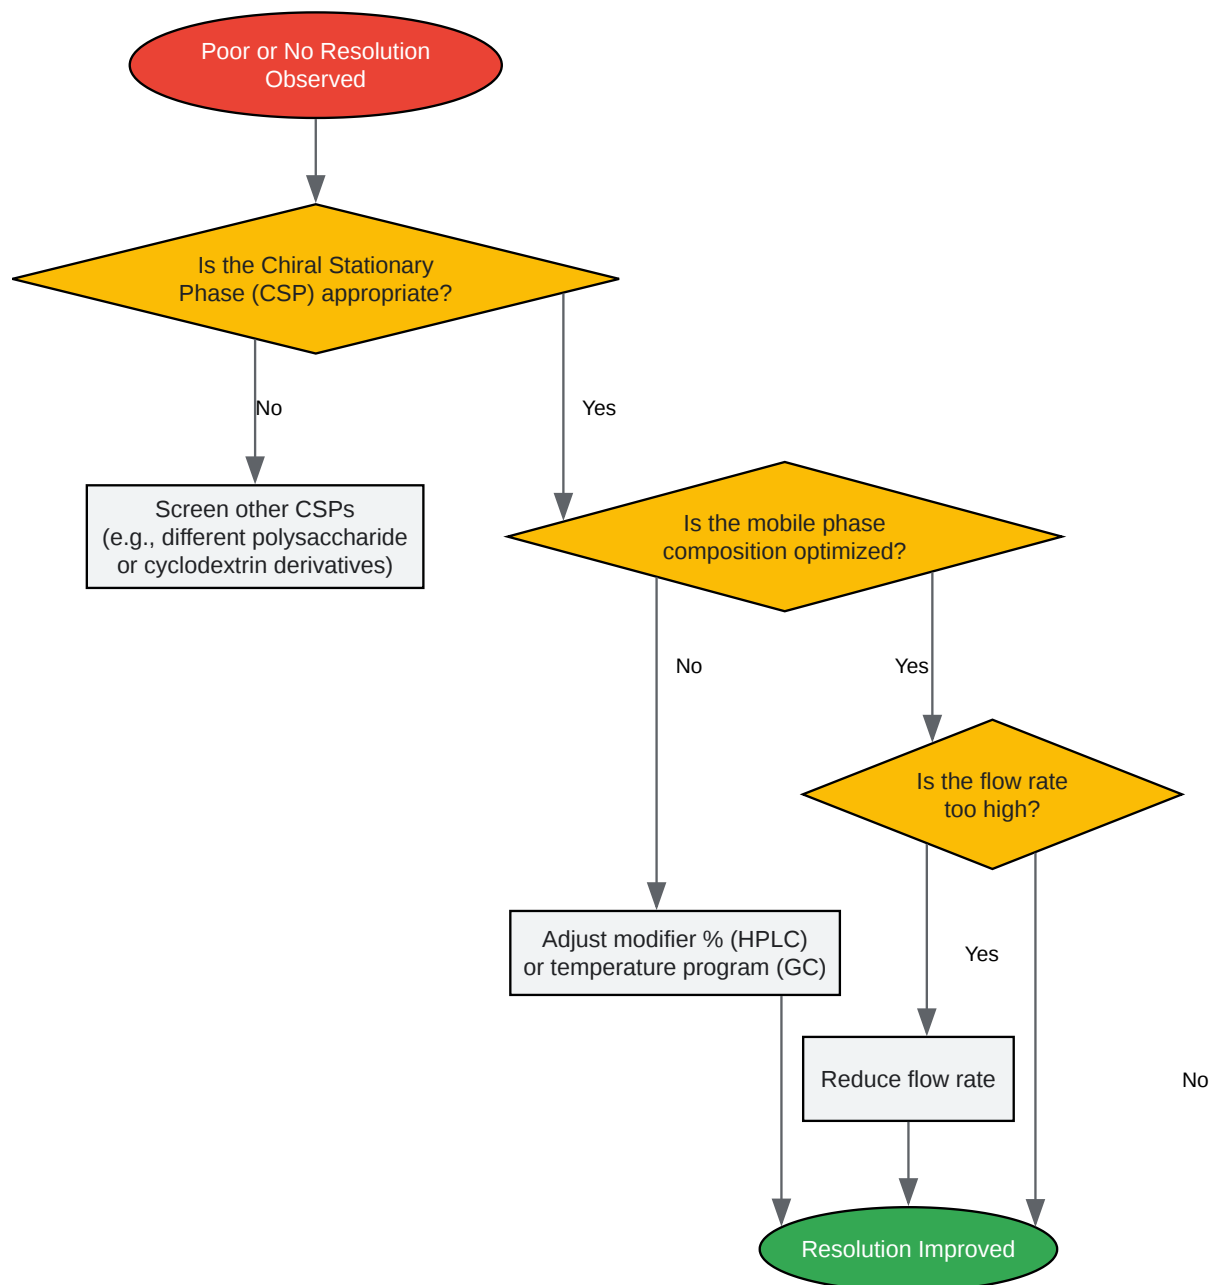 Poor or No Resolution
Observed
Is the Chiral Stationary
Phase (CSP) appropriate?
No
Yes
Screen other CSPs
(e.g., different polysaccharide
or cyclodextrin derivatives)
Is the mobile phase
composition optimized?
No
Yes
Is the flow rate
too high?
Adjust modifier % (HPLC)
or temperature program (GC)
Yes
Reduce flow rate
No
Resolution Improved